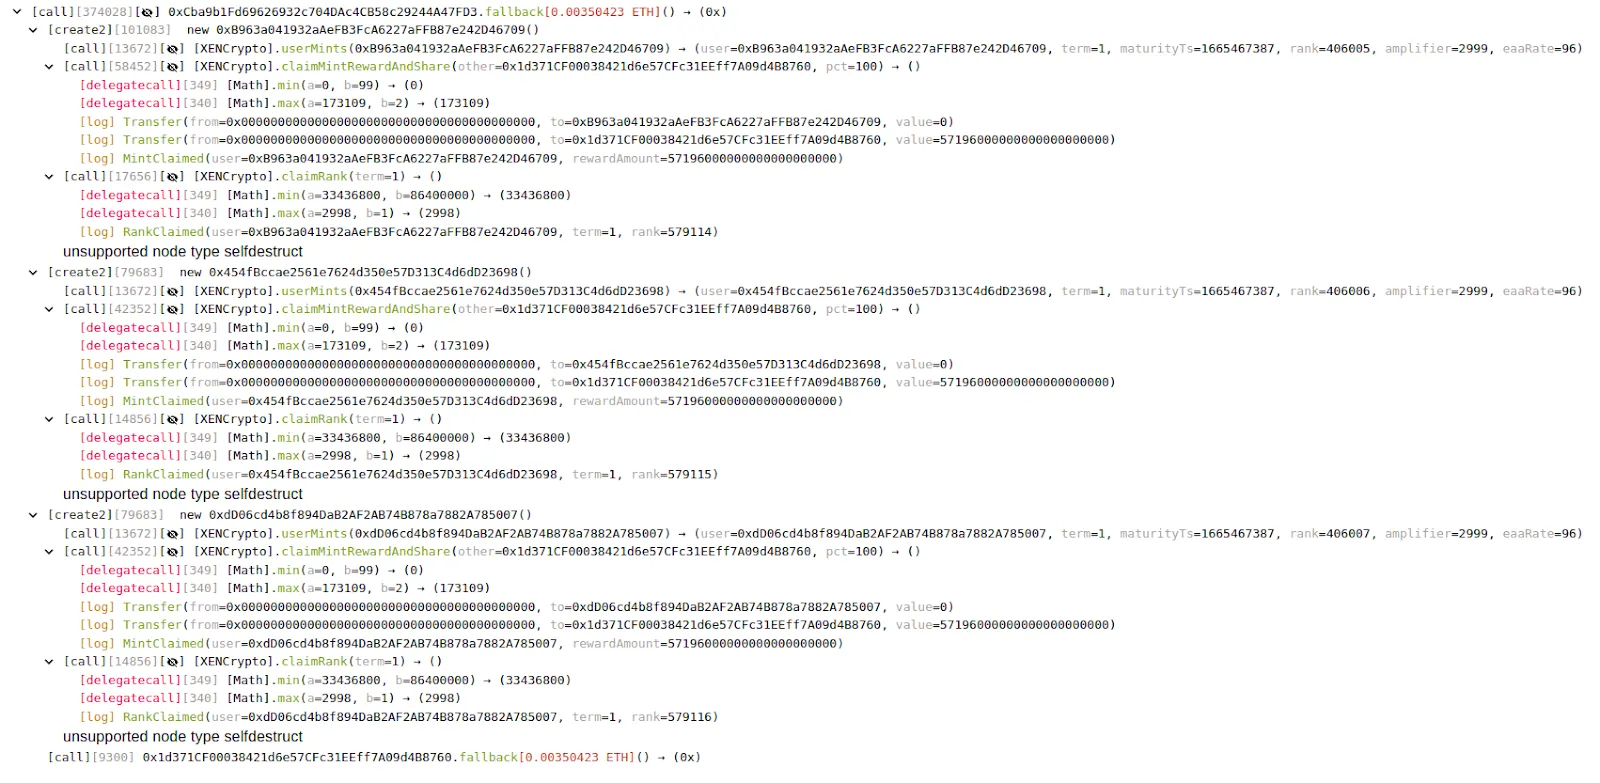 [call][374028][] 0xCba9b1Fd69626932c704DAc4CB58c29244A47FD3.fallback[0.00350423 ETH]() → (0x)
[create2][101083] new 0xB963a041932aAeFB3FcA6227aFFB87e242D46709()
[call][13672][] [XENCrypto].userMints(0xB963a041932aAeFB3FcA6227aFFB87e242D46709) → (user=0xB963a041932aAeFB3FcA6227aFFB87e242D46709, term=1, maturityTs=1665467387, rank=406005, amplifier=2999, eaaRate=96)
[call][58452][] [XENCrypto].claimMintRewardAndShare(other=0x1d371CF00038421d6e57CFc31EEff7A09d4B8760, pct=100) → ()
[delegatecall][349] [Math].min(a=0, b=99) → (0)
[delegatecall][340] [Math].max(a=173109, b=2) → (173109)
[log] Transfer(from=0x0000000000000000000000000000000000000000, to=0xB963a041932aAeFB3FcA6227aFFB87e242D46709, value=0)
[log] Transfer(from=0x0000000000000000000000000000000000000000, to=0x1d371CF00038421d6e57CFc31EEff7A09d4B8760, value=5719600000000000000000)
[log] MintClaimed(user=0xB963a041932aAeFB3FcA6227aFFB87e242D46709, rewardAmount=5719600000000000000000)
[call][17656][] [XENCrypto].claimRank(term=1) → ()
[delegatecall][349] [Math].min(a=33436800, b=86400000) → (33436800)
[delegatecall][340] [Math].max(a=2998, b=1) → (2998)
[log] RankClaimed(user=0xB963a041932aAeFB3FcA6227aFFB87e242D46709, term=1, rank=579114)
unsupported node type selfdestruct
[create2][79683] new 0x454fBccae2561e7624d350e57D313C4d6dD23698()
[call][13672][] [XENCrypto].userMints(0x454fBccae2561e7624d350e57D313C4d6dD23698) → (user=0x454fBccae2561e7624d350e57D313C4d6dD23698, term=1, maturityTs=1665467387, rank=406006, amplifier=2999, eaaRate=96)
[call][42352][] [XENCrypto].claimMintRewardAndShare(other=0x1d371CF00038421d6e57CFc31EEff7A09d4B8760, pct=100) → ()
[delegatecall][349] [Math].min(a=0, b=99) → (0)
[delegatecall][340] [Math].max(a=173109, b=2) → (173109)
[log] Transfer(from=0x0000000000000000000000000000000000000000, to=0x454fBccae2561e7624d350e57D313C4d6dD23698, value=0)
[log] Transfer(from=0x0000000000000000000000000000000000000000, to=0x1d371CF00038421d6e57CFc31EEff7A09d4B8760, value=5719600000000000000000)
[log] MintClaimed(user=0x454fBccae2561e7624d350e57D313C4d6dD23698, rewardAmount=5719600000000000000000)
[call][14856][] [XENCrypto].claimRank(term=1) → ()
[delegatecall][349] [Math].min(a=33436800, b=86400000) → (33436800)
[delegatecall][340] [Math].max(a=2998, b=1) → (2998)
[log] RankClaimed(user=0x454fBccae2561e7624d350e57D313C4d6dD23698, term=1, rank=579115)
unsupported node type selfdestruct
[create2][79683] new 0xdD06cd4b8f894DaB2AF2AB74B878a7882A785007()
[call][13672][] [XENCrypto].userMints(0xdD06cd4b8f894DaB2AF2AB74B878a7882A785007) → (user=0xdD06cd4b8f894DaB2AF2AB74B878a7882A785007, term=1, maturityTs=1665467387, rank=406007, amplifier=2999, eaaRate=96)
[call][42352][] [XENCrypto].claimMintRewardAndShare(other=0x1d371CF00038421d6e57CFc31EEff7A09d4B8760, pct=100) → ()
[delegatecall][349] [Math].min(a=0, b=99) → (0)
[delegatecall][340] [Math].max(a=173109, b=2) → (173109)
[log] Transfer(from=0x0000000000000000000000000000000000000000, to=0xdD06cd4b8f894DaB2AF2AB74B878a7882A785007, value=0)
[log] Transfer(from=0x0000000000000000000000000000000000000000, to=0x1d371CF00038421d6e57CFc31EEff7A09d4B8760, value=5719600000000000000000)
[log] MintClaimed(user=0xdD06cd4b8f894DaB2AF2AB74B878a7882A785007, rewardAmount=5719600000000000000000)
[call][14856][] [XENCrypto].claimRank(term=1) → ()
[delegatecall][349] [Math].min(a=33436800, b=86400000) → (33436800)
[delegatecall][340] [Math].max(a=2998, b=1) → (2998)
[log] RankClaimed(user=0xdD06cd4b8f894DaB2AF2AB74B878a7882A785007, term=1, rank=579116)
unsupported node type selfdestruct
[call][9300] 0x1d371CF00038421d6e57CFc31EEff7A09d4B8760.fallback[0.00350423 ETH]() → (0x)